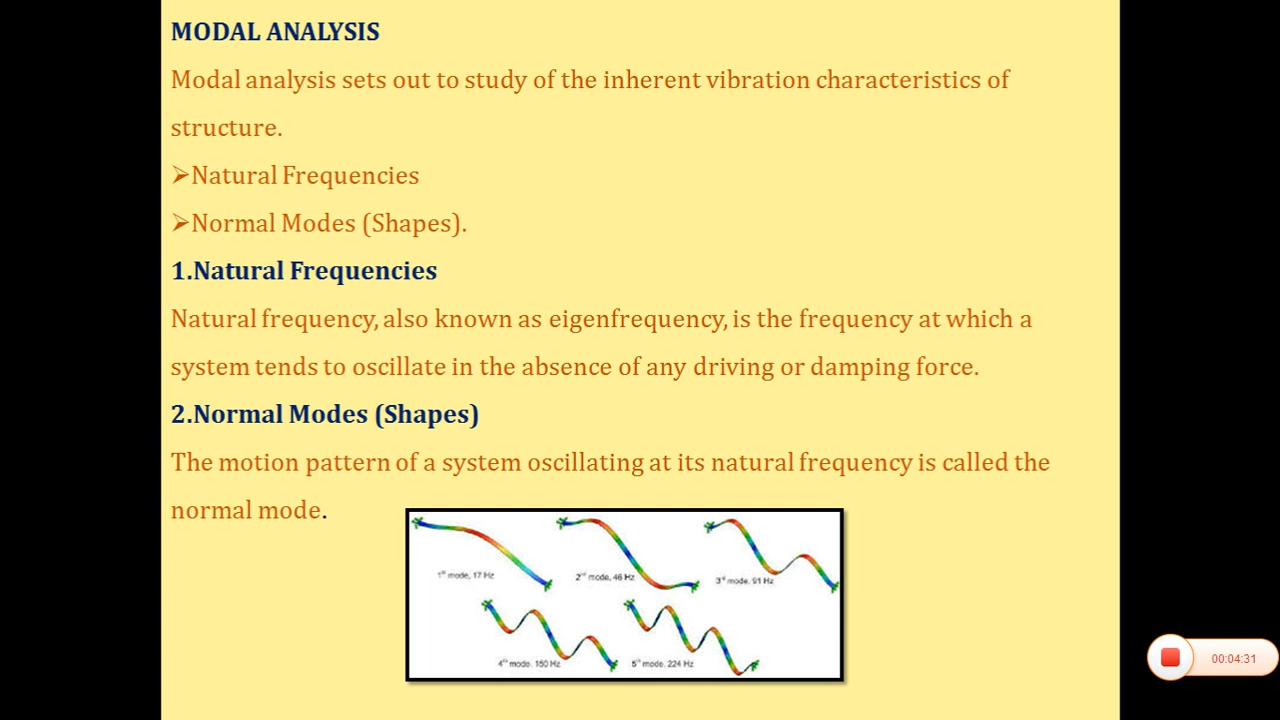 MODAL ANALYSIS
Modal analysis sets out to study of the inherent vibration characteristics of
structure.
➢Natural Frequencies
➢Normal Modes (Shapes).
1.Natural Frequencies
Natural frequency, also known as eigenfrequency, is the frequency at which a
system tends to oscillate in the absence of any driving or damping force.
2.Normal Modes (Shapes)
The motion pattern of a system oscillating at its natural frequency is called the
normal mode.
1st mode, 17 Hz
2nd mode, 46 Hz
3rd mode, 91 Hz
4th mode, 150 Hz
5th mode, 224 Hz
00:04:31